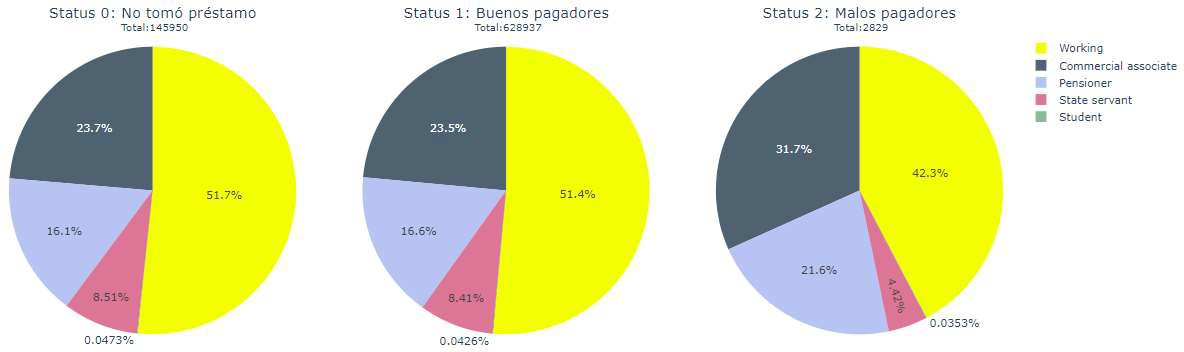 Status 0: No tomó préstamo
Total:145950
23.7%
51.7%
16.1%
8.51%
0.0473%
Status 1: Buenos pagadores
Total:628937
23.5%
51.4%
16.6%
8.41%
0.0426%
Status 2: Malos pagadores
Total:2829
31.7%
42.3%
21.6%
4.42%
0.0353%
Working
Commercial associate
Pensioner
State servant
Student